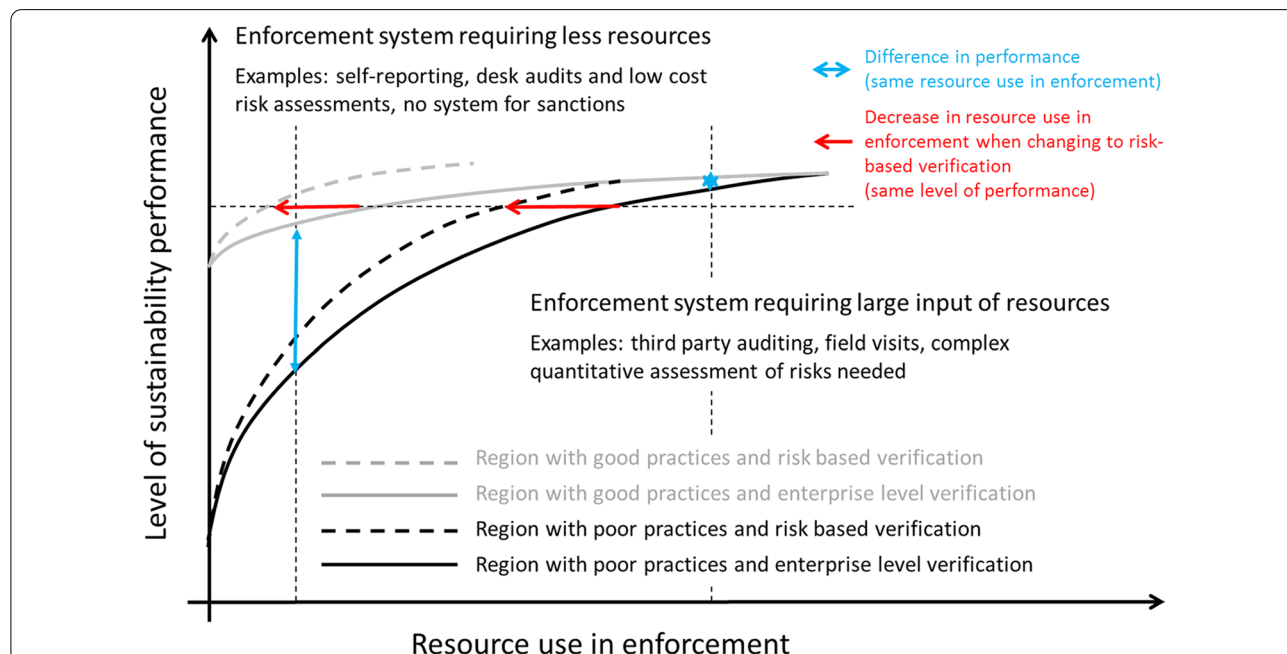 Enforcement system requiring less resources
Examples: self-reporting, desk audits and low cost
risk assessments, no system for sanctions
Difference in performance
(same resource use in enforcement)
Decrease in resource use in
enforcement when changing to risk-
based verification
(same level of performance)
Level of sustainability performance
Enforcement system requiring large input of resources
Examples: third party auditing, field visits, complex
quantitative assessment of risks needed
Region with good practices and risk based verification
Region with good practices and enterprise level verification
Region with poor practices and risk based verification
Region with poor practices and enterprise level verification
Resource use in enforcement